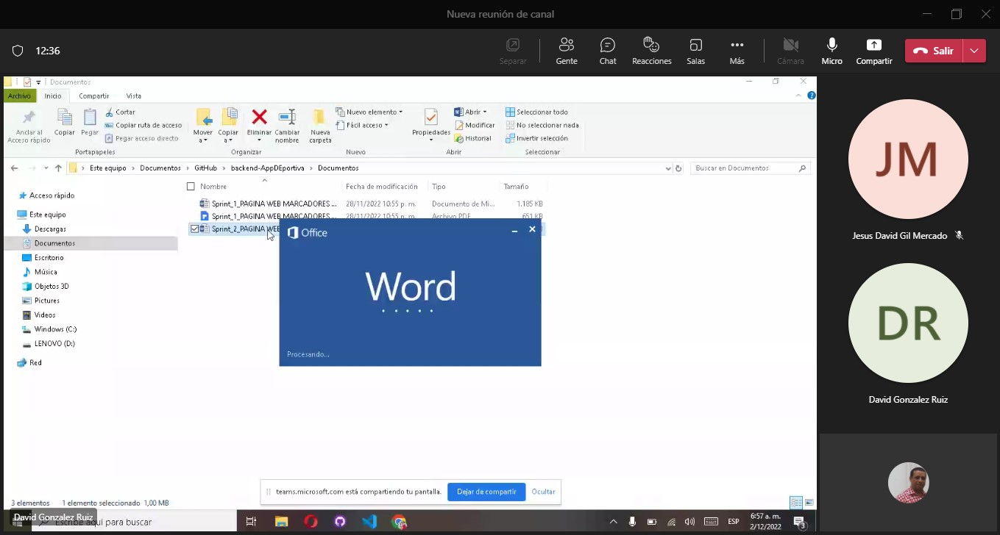 Nueva reunión de canal
12:36
Separar
Gente
Chat
Reacciones
Salas
Más
Cámara
Micro
Compartir
Salir
Documentos
Archivo Inicio Compartir Vista
Anclar al Acceso rápido
Copiar
Pegar
Cortar
Copiar ruta de acceso
Pegar acceso directo
Portapapeles
Mover a
Copiar a
Eliminar
Cambiar nombre
Organizar
Nueva carpeta
Nuevo elemento
Fácil acceso
Nuevo
Propiedades
Abrir
Modificar
Historial
Abrir
Seleccionar todo
No seleccionar nada
Invertir selección
Seleccionar
Este equipo > Documentos > GitHub > backend-AppDEportiva > Documentos
Buscar en Documentos
Nombre Fecha de modificación Tipo Tamaño
Sprint_1_PAGINA WEB MARCADORES ... 28/11/2022 10:55 p. m. Documento de Mi... 1,185 KB
Sprint_1_PAGINA WEB MARCADORES ... 28/11/2022 10:55 p. m. Archivo PDF 651 KB
Sprint_2_PAGINA WEB
Acceso rápido
Este equipo
Descargas
Documentos
Escritorio
Música
Objetos 3D
Pictures
Videos
Windows (C:)
LENOVO (D:)
Red
Office
Word
Procesando...
teams.microsoft.com está compartiendo tu pantalla.
Dejar de compartir
Ocultar
3 elementos 1 elemento seleccionado 1,00 MB
David Gonzalez Ruiz
Escribe aquí para buscar
ESP
6:57 a. m.
2/12/2022
3
JM
Jesus David Gil Mercado
DR
David Gonzalez Ruiz